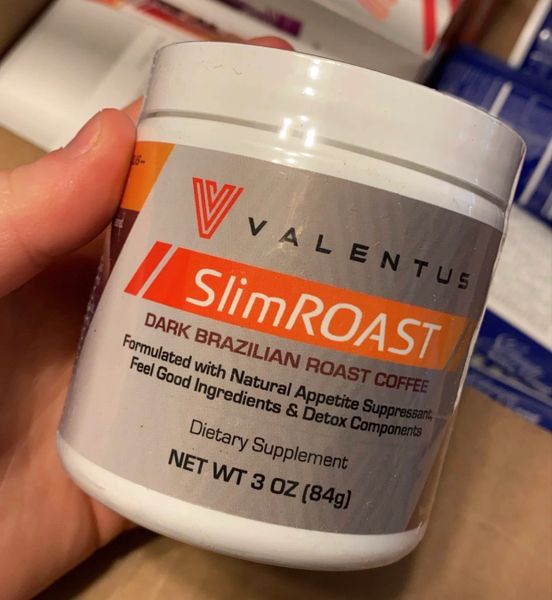 VALENTUS
SlimROAST
DARK BRAZILIAN ROAST COFFEE
Formulated with Natural Appetite Suppressant,
Feel Good Ingredients & Detox Components
Dietary Supplement
NET WT 3 OZ (84g)